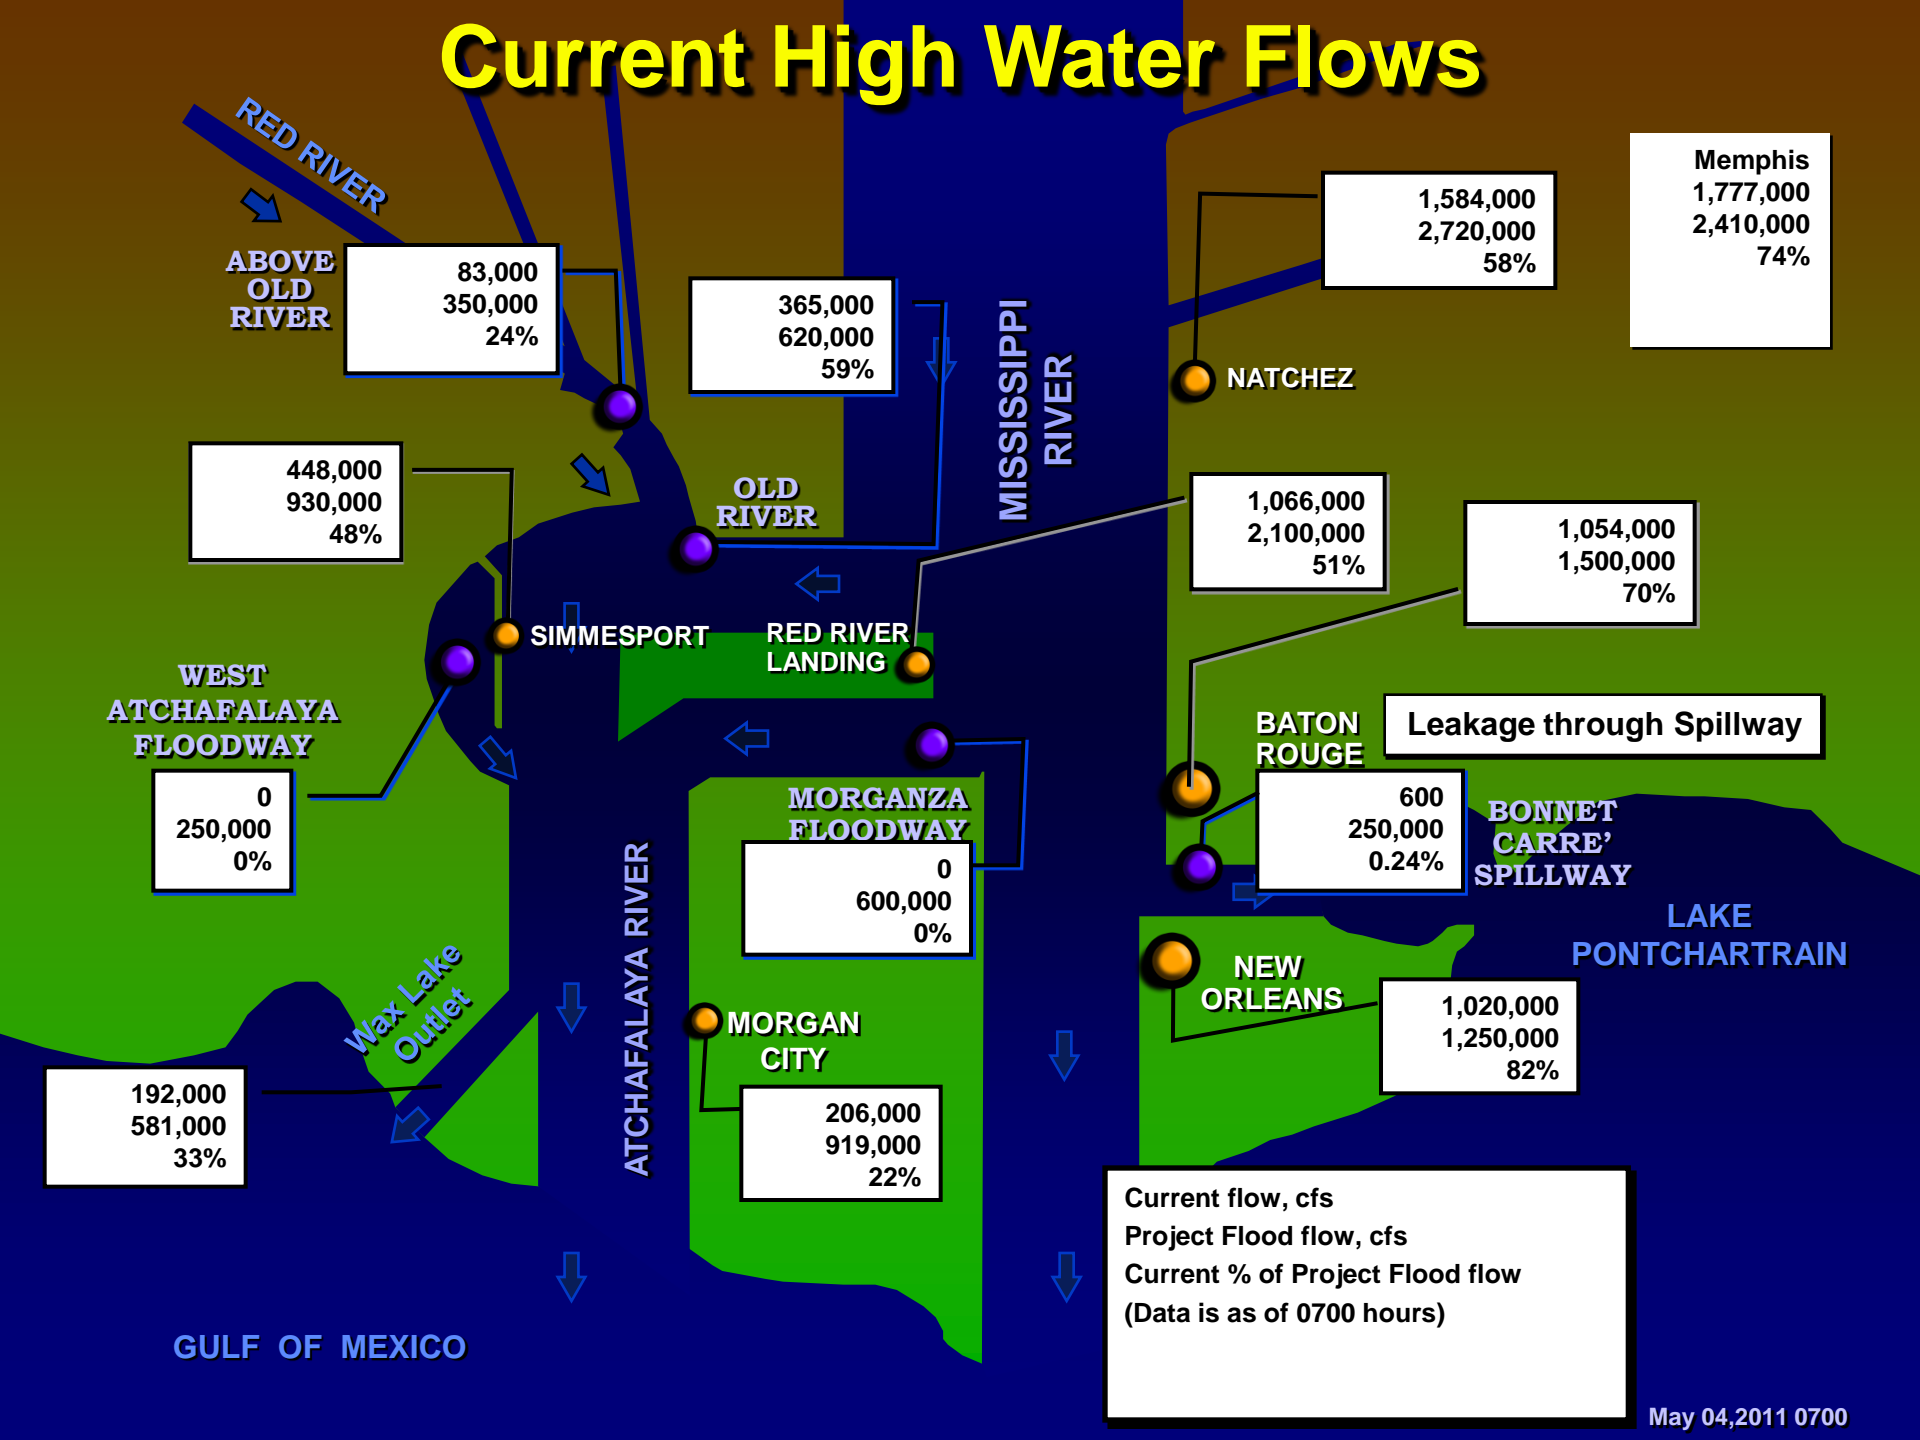 Current High Water Flows
RED RIVER
Memphis
1,777,000
2,410,000
74%
1,584,000
2,720,000
58%
ABOVE
OLD
RIVER
83,000
350,000
24%
365,000
620,000
59%
MISSISSIPPI
RIVER
NATCHEZ
448,000
930,000
48%
OLD
RIVER
1,066,000
2,100,000
51%
1,054,000
1,500,000
70%
SIMMESPORT
RED RIVER
LANDING
WEST
ATCHAFALAYA
FLOODWAY
0
250,000
0%
BATON
ROUGE
Leakage through Spillway
MORGANZA
FLOODWAY
0
600,000
0%
600
250,000
0.24%
BONNET
CARRE’
SPILLWAY
LAKE
PONTCHARTRAIN
ATCHAFALAYA RIVER
Wax Lake
Outlet
NEW
ORLEANS
1,020,000
1,250,000
82%
MORGAN
CITY
192,000
581,000
33%
206,000
919,000
22%
Current flow, cfs
Project Flood flow, cfs
Current % of Project Flood flow
(Data is as of 0700 hours)
GULF OF MEXICO
May 04,2011 0700